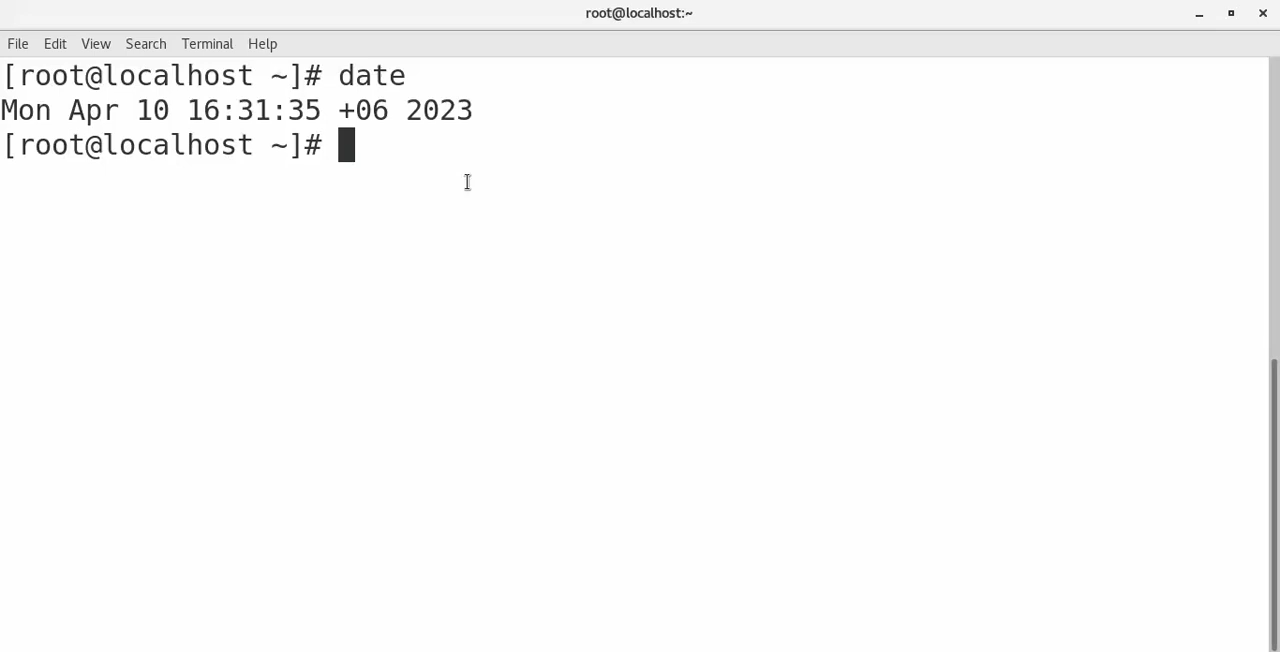 root@localhost:~
File Edit View Search Terminal Help
[root@localhost ~]# date
Mon Apr 10 16:31:35 +06 2023
[root@localhost ~]#